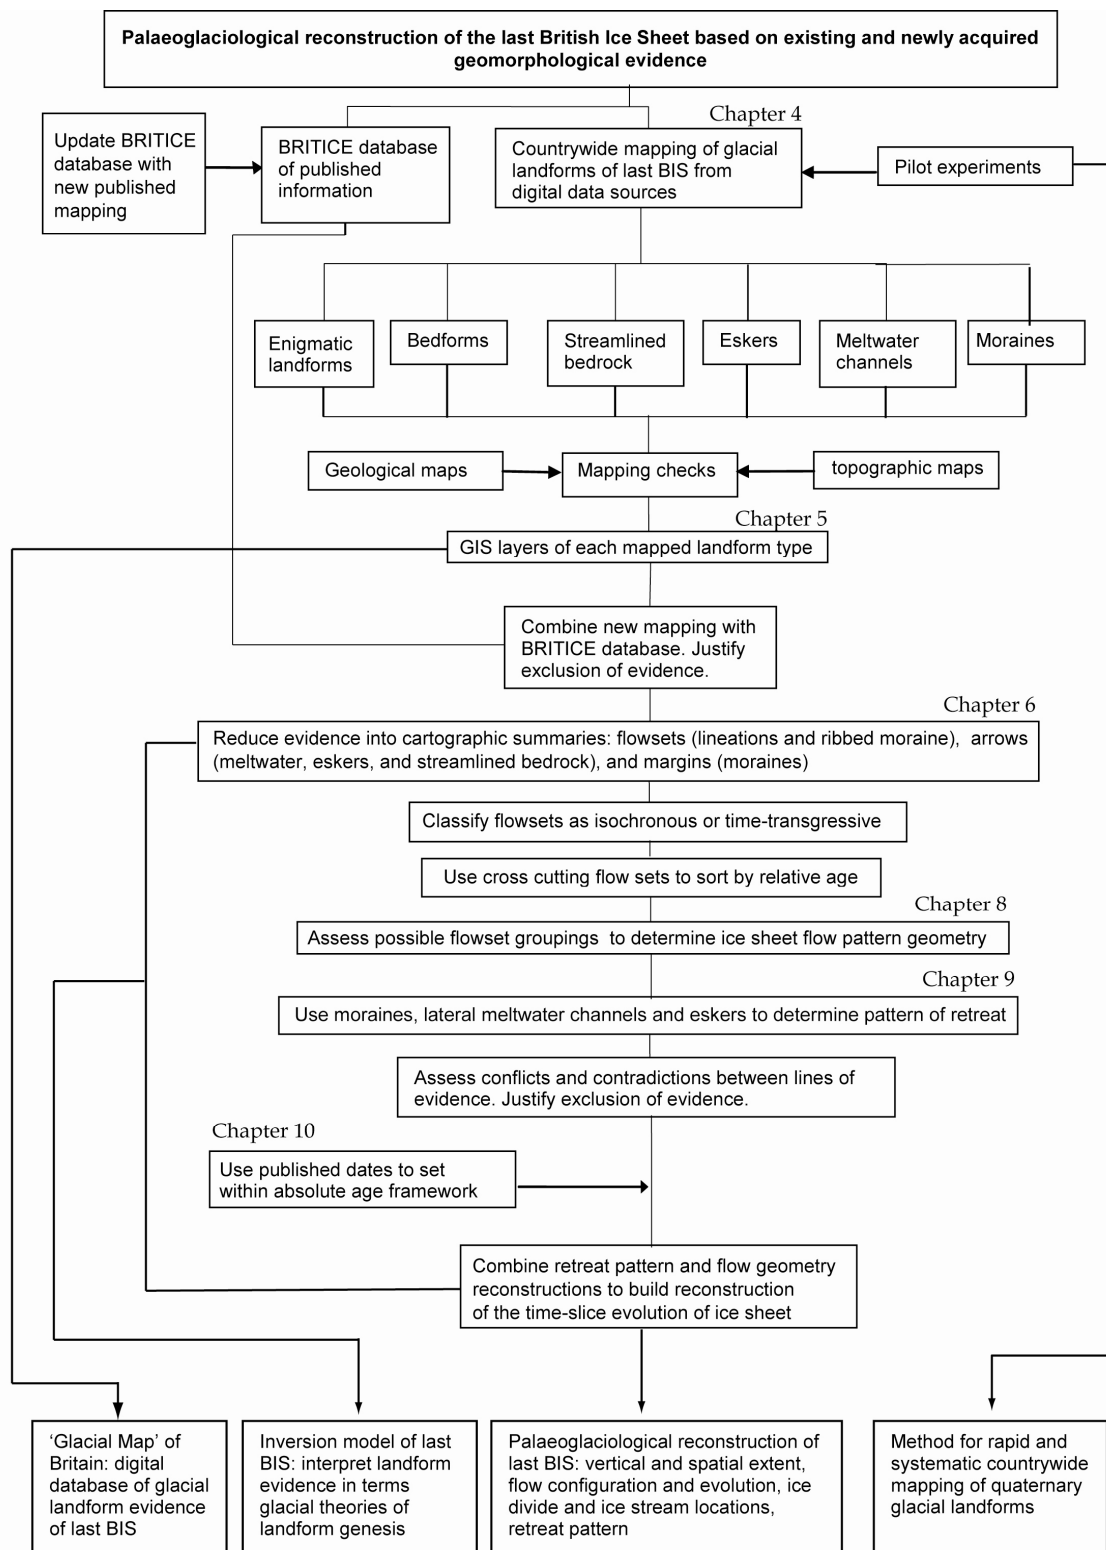 Palaeoglaciological reconstruction of the last British Ice Sheet based on existing and newly acquired
geomorphological evidence
Chapter 4
Update BRITICE
database with
new published
mapping
BRITICE database
of published
information
Countrywide mapping of glacial
landforms of last BIS from
digital data sources
Pilot experiments
Enigmatic
landforms
Bedforms
Streamlined
bedrock
Eskers
Meltwater
channels
Moraines
Geological maps
Mapping checks
topographic maps
Chapter 5
GIS layers of each mapped landform type
Combine new mapping with
BRITICE database. Justify
exclusion of evidence.
Chapter 6
Reduce evidence into cartographic summaries: flowsets (lineations and ribbed moraine), arrows
(meltwater, eskers, and streamlined bedrock), and margins (moraines)
Classify flowsets as isochronous or time-transgressive
Use cross cutting flow sets to sort by relative age
Chapter 8
Assess possible flowset groupings to determine ice sheet flow pattern geometry
Chapter 9
Use moraines, lateral meltwater channels and eskers to determine pattern of retreat
Assess conflicts and contradictions between lines of
evidence. Justify exclusion of evidence.
Chapter 10
Use published dates to set
within absolute age framework
Combine retreat pattern and flow geometry
reconstructions to build reconstruction
of the time-slice evolution of ice sheet
‘Glacial Map’ of
Britain: digital
database of glacial
landform evidence
of last BIS
Inversion model of last
BIS: interpret landform
evidence in terms
glacial theories of
landform genesis
Palaeoglaciological reconstruction of
last BIS: vertical and spatial extent,
flow configuration and evolution, ice
divide and ice stream locations,
retreat pattern
Method for rapid and
systematic countrywide
mapping of quaternary
glacial landforms